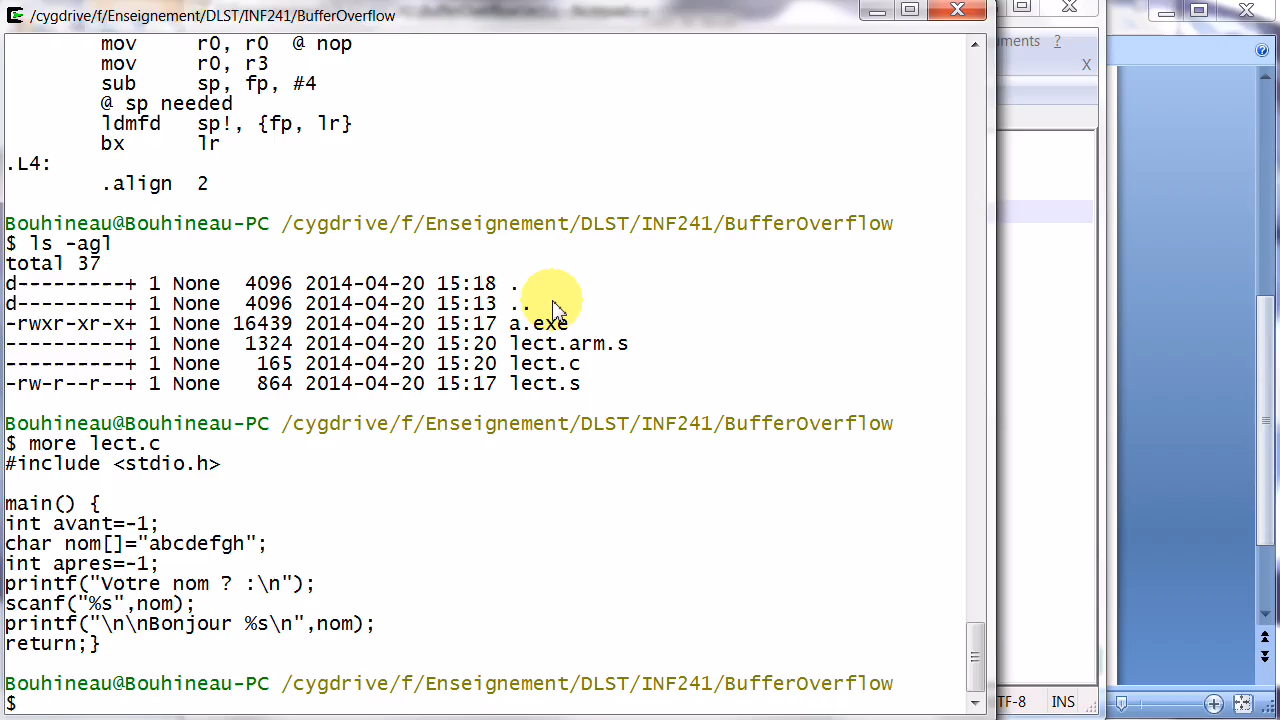 /cygdrive/f/Enseignement/DLST/INF241/BufferOverflow
mov r0, r0 @ nop
mov r0, r3
sub sp, fp, #4
@ sp needed
ldmfd sp!, {fp, lr}
bx lr
.L4:
.align 2
Bouhineau@Bouhineau-PC /cygdrive/f/Enseignement/DLST/INF241/BufferOverflow
$ ls -agl
total 37
d---------+ 1 None 4096 2014-04-20 15:18 .
d---------+ 1 None 4096 2014-04-20 15:13 ..
-rwxr-xr-x+ 1 None 16439 2014-04-20 15:17 a.exe
----------+ 1 None 1324 2014-04-20 15:20 lect.arm.s
----------+ 1 None 165 2014-04-20 15:20 lect.c
-rw-r--r--+ 1 None 864 2014-04-20 15:17 lect.s
Bouhineau@Bouhineau-PC /cygdrive/f/Enseignement/DLST/INF241/BufferOverflow
$ more lect.c
#include <stdio.h>
main() {
int avant=-1;
char nom[]="abcdefgh";
int apres=-1;
printf("Votre nom ? :\n");
scanf("%s",nom);
printf("\n\nBonjour %s\n",nom);
return;}
Bouhineau@Bouhineau-PC /cygdrive/f/Enseignement/DLST/INF241/BufferOverflow
$
uments ?
X
TF-8 INS